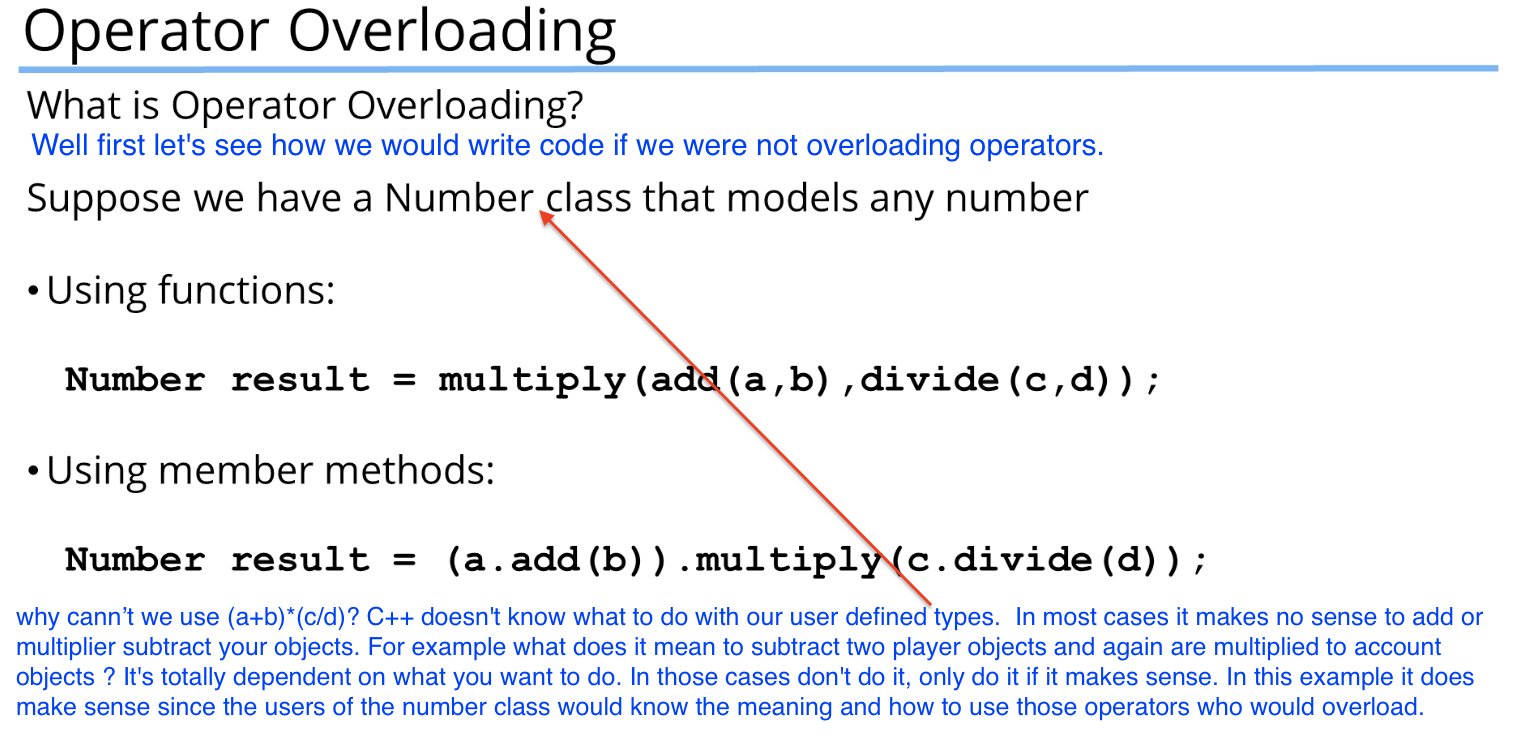 Operator Overloading
What is Operator Overloading?
Well first let's see how we would write code if we were not overloading operators.
Suppose we have a Number class that models any number
• Using functions:
Number result = multiply(add(a,b),divide(c,d));
• Using member methods:
Number result = (a.add(b)).multiply(c.divide(d));
why cann’t we use (a+b)*(c/d)? C++ doesn't know what to do with our user defined types.  In most cases it makes no sense to add or
multiplier subtract your objects. For example what does it mean to subtract two player objects and again are multiplied to account
objects ? It's totally dependent on what you want to do. In those cases don't do it, only do it if it makes sense. In this example it does
make sense since the users of the number class would know the meaning and how to use those operators who would overload.